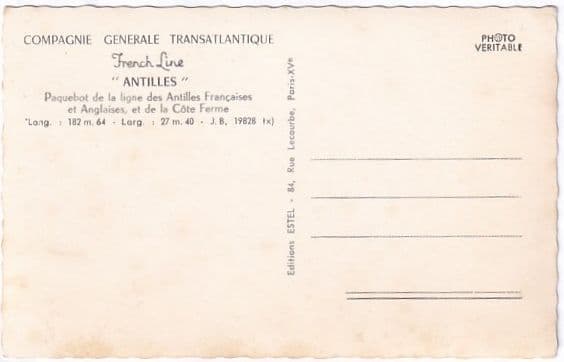 COMPAGNIE GENERALE TRANSATLANTIQUE
French Line
" ANTILLES "
Paquebot de la ligne des Antilles Françaises
et Anglaises, et de la Côte Ferme
'Long. : 182 m. 64 - Larg. : 27 m. 40 - J. B, 19828 tx)
Editions ESTEL - 84, Rue Lecourbe, Paris-XVe
PHOTO
VERITABLE